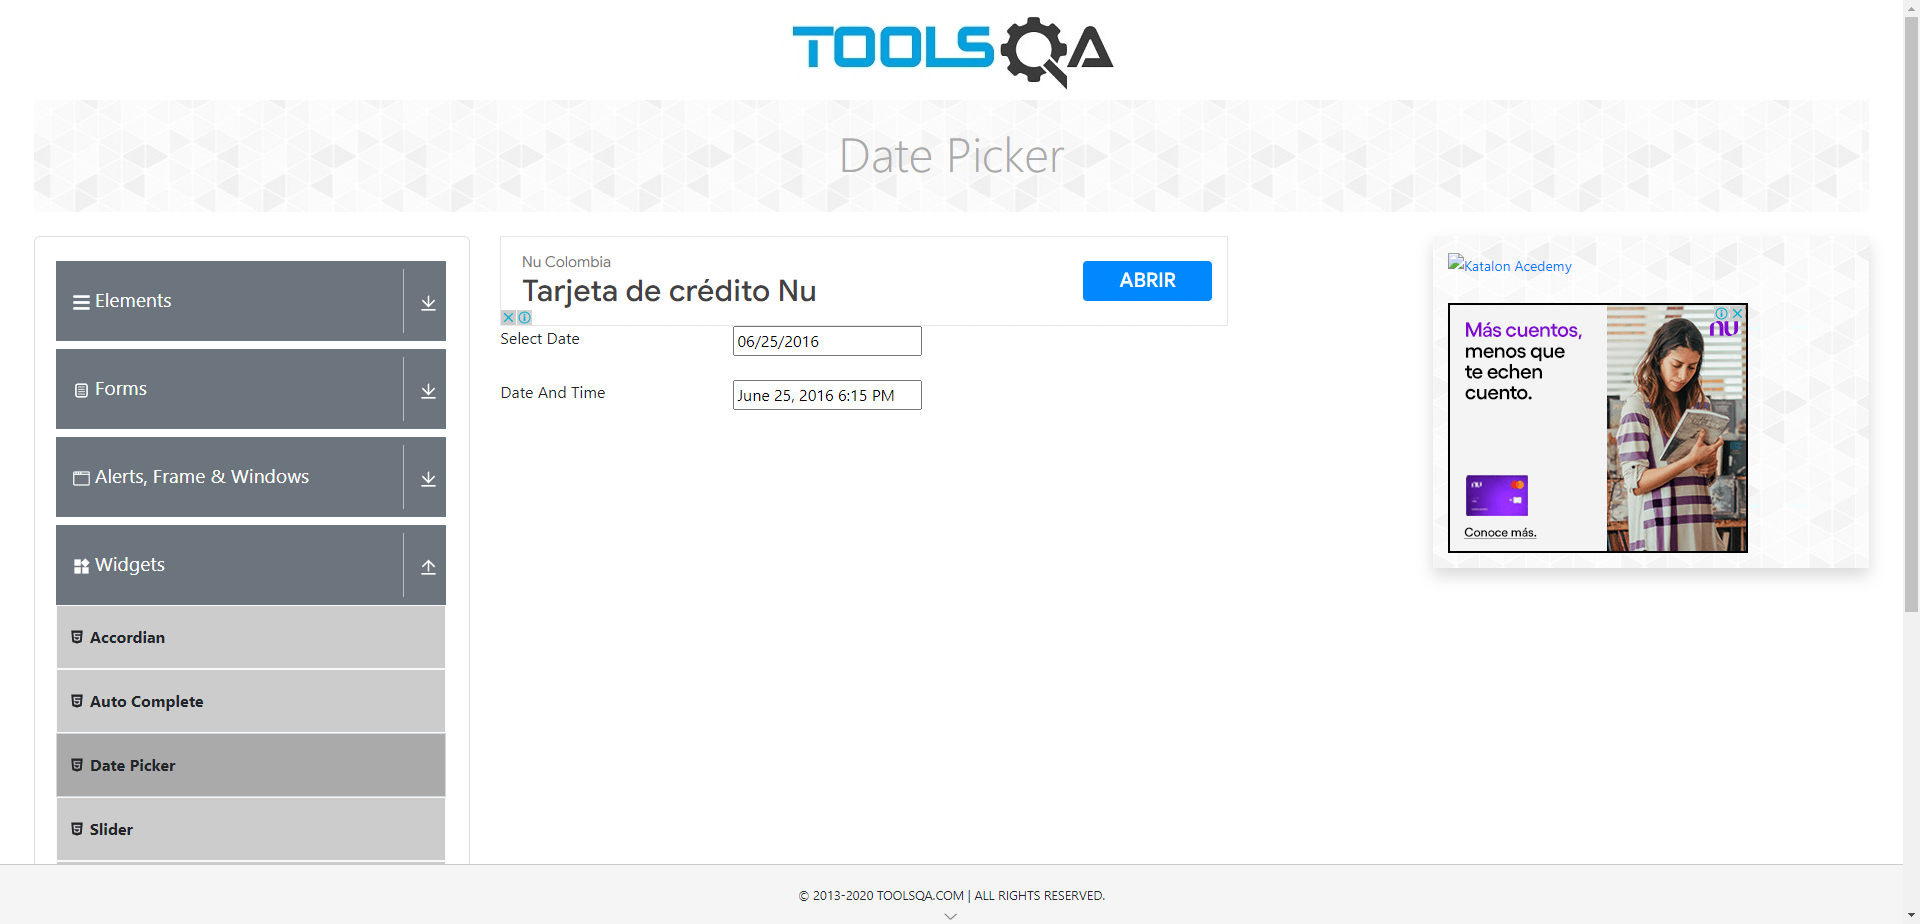 TOOLSQA
Date Picker
Elements
Forms
Alerts, Frame & Windows
Widgets
Accordian
Auto Complete
Date Picker
Slider
Nu Colombia
Tarjeta de crédito Nu
ABRIR
Select Date
06/25/2016
Date And Time
June 25, 2016 6:15 PM
Katalon Acedemy
Más cuentos,
menos que
te echen
cuento.
nu
nu
Conoce más.
© 2013-2020 TOOLSQA.COM | ALL RIGHTS RESERVED.